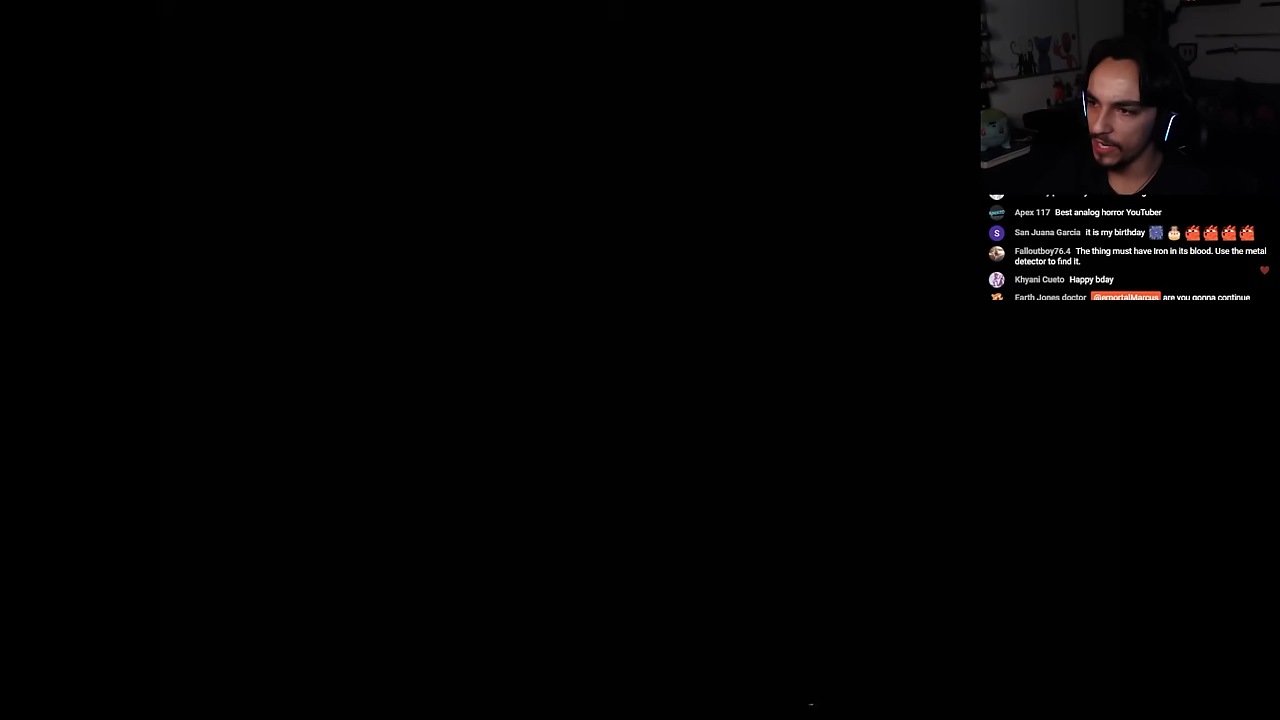 Apex 117 Best analog horror YouTuber
San Juana Garcia it is my birthday
Falloutboy76.4 The thing must have Iron in its blood. Use the metal
detector to find it.
Khyani Cueto Happy bday
Earth Jones doctor @emortalMarcus are you gonna continue